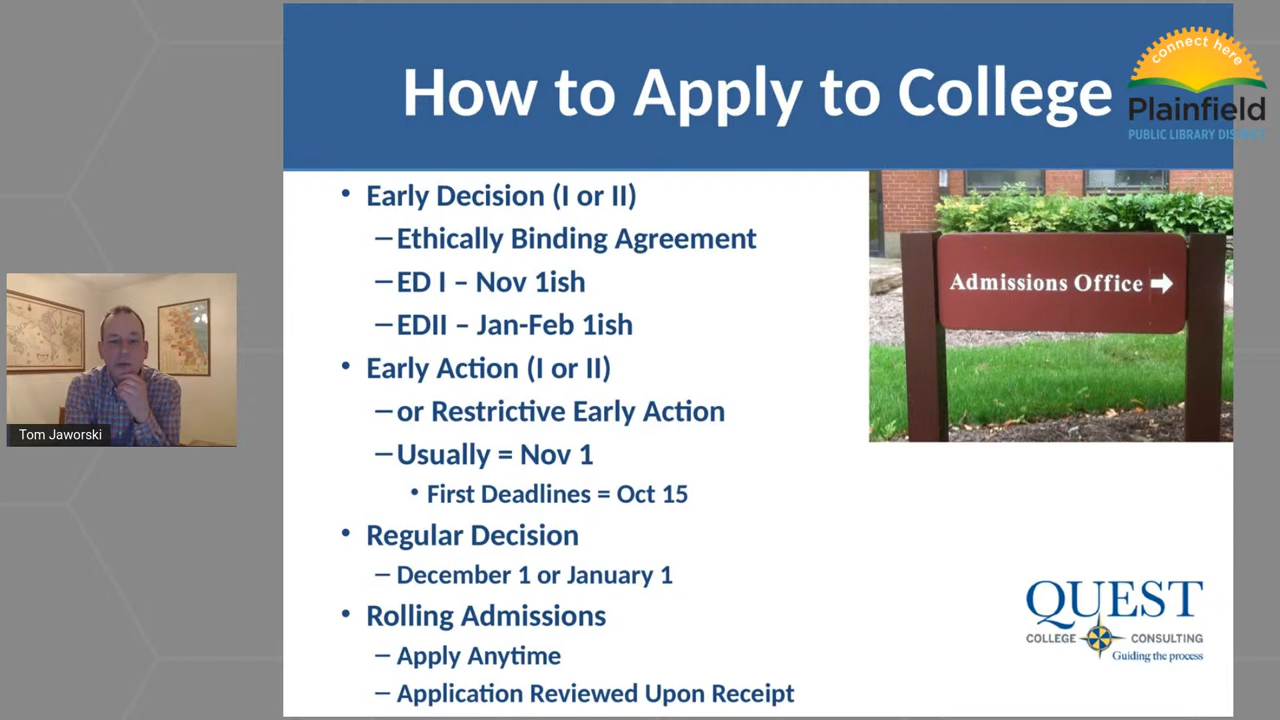 How to Apply to College
connect here
Plainfield
PUBLIC LIBRARY DISTRICT
• Early Decision (I or II)
– Ethically Binding Agreement
– ED I – Nov 1ish
– EDII – Jan-Feb 1ish
• Early Action (I or II)
– or Restrictive Early Action
– Usually = Nov 1
• First Deadlines = Oct 15
• Regular Decision
– December 1 or January 1
• Rolling Admissions
– Apply Anytime
– Application Reviewed Upon Receipt
Admissions Office →
Tom Jaworski
QUEST
COLLEGE CONSULTING
Guiding the process